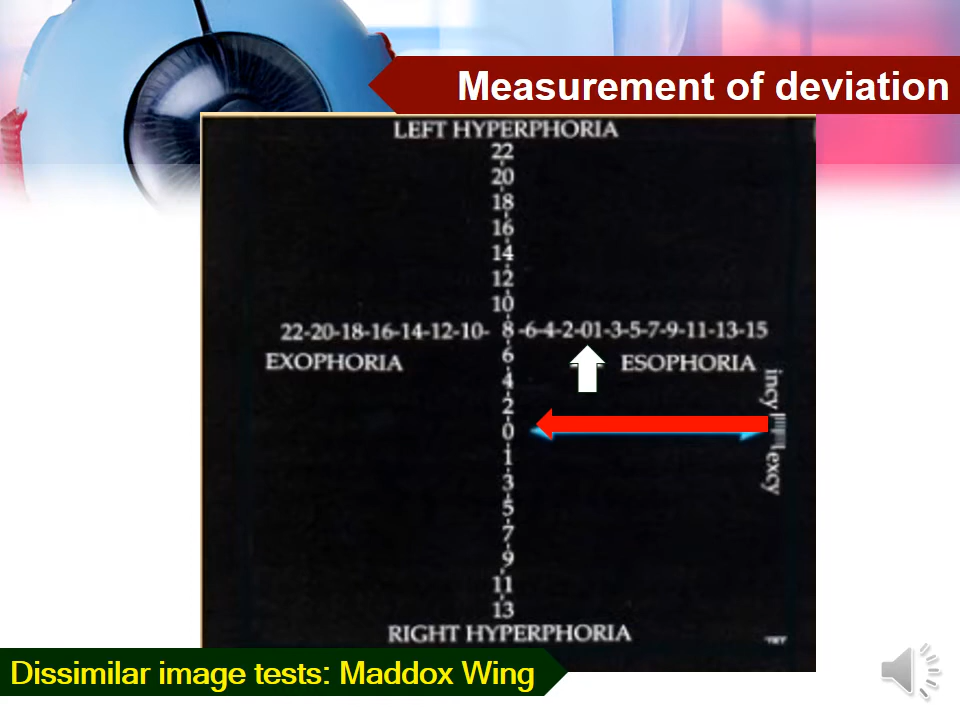 Measurement of deviation
LEFT HYPERPHORIA
22
20
18
16
14
12
10
22-20-18-16-14-12-10- 8 -6-4-2-01-3-5-7-9-11-13-15
6
EXOPHORIA ESOPHORIA
4
2
0
1
3
5
7
9
11
13
incy
excy
RIGHT HYPERPHORIA
Dissimilar image tests: Maddox Wing